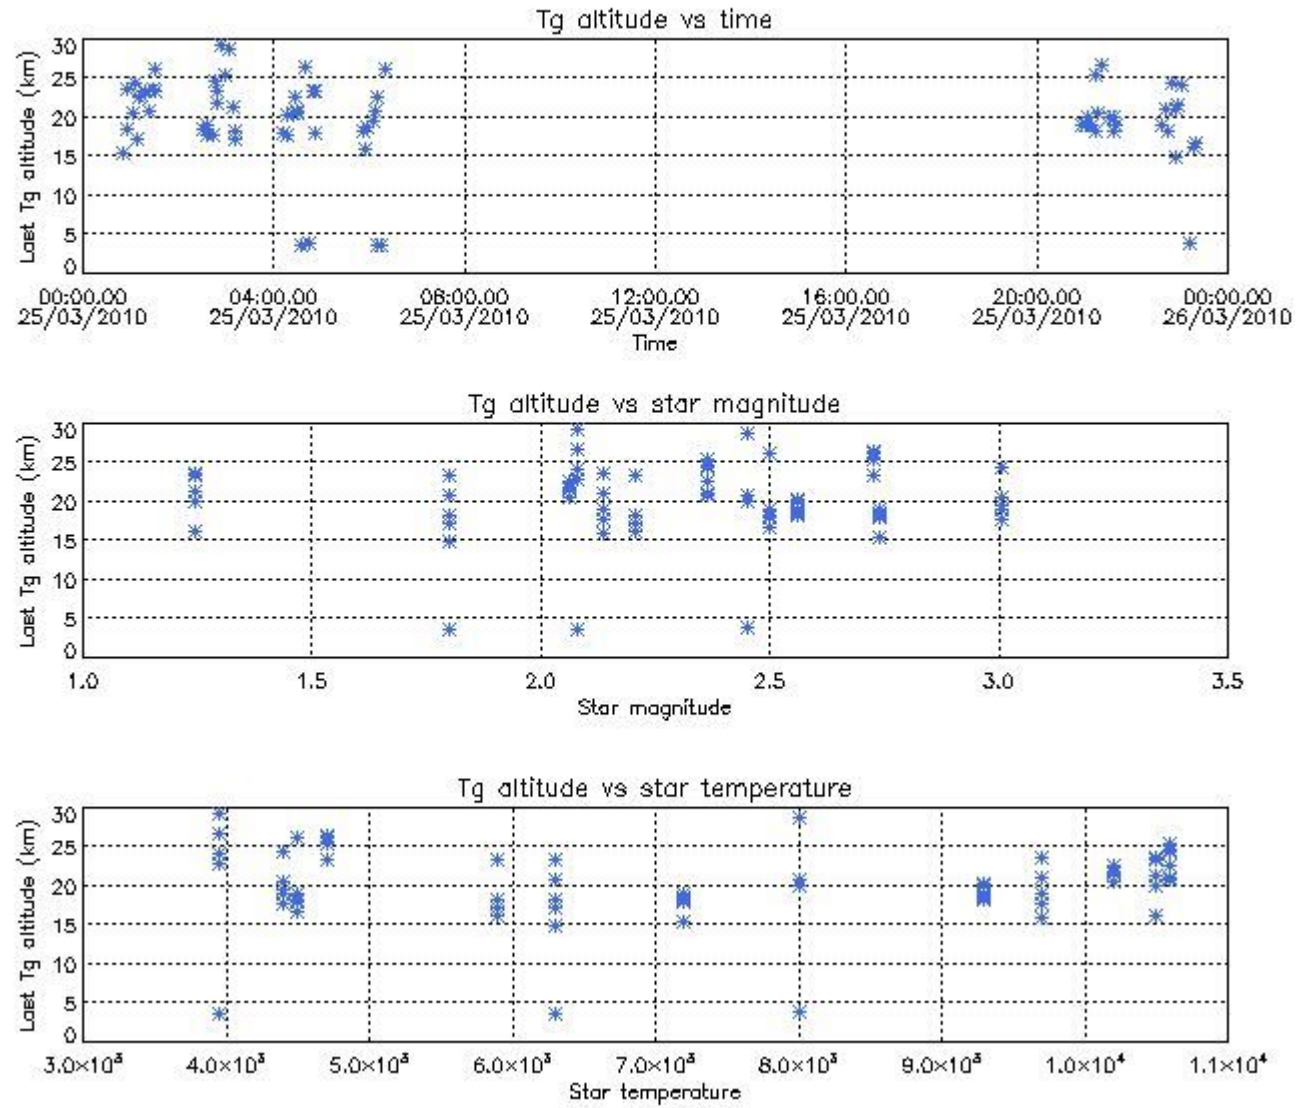 Tg altitude vs time
Last Tg altitude (km)
30
25
20
15
10
5
0
00:00.00 04:00.00 08:00.00 12:00.00 16:00.00 20:00.00 00:00.00
25/03/2010 25/03/2010 25/03/2010 25/03/2010 25/03/2010 25/03/2010 26/03/2010
Time
Tg altitude vs star magnitude
Last Tg altitude (km)
30
25
20
15
10
5
0
1.0 1.5 2.0 2.5 3.0 3.5
Star magnitude
Tg altitude vs star temperature
Last Tg altitude (km)
30
25
20
15
10
5
0
3.0×10³ 4.0×10³ 5.0×10³ 6.0×10³ 7.0×10³ 8.0×10³ 9.0×10³ 1.0×10⁴ 1.1×10⁴
Star temperature